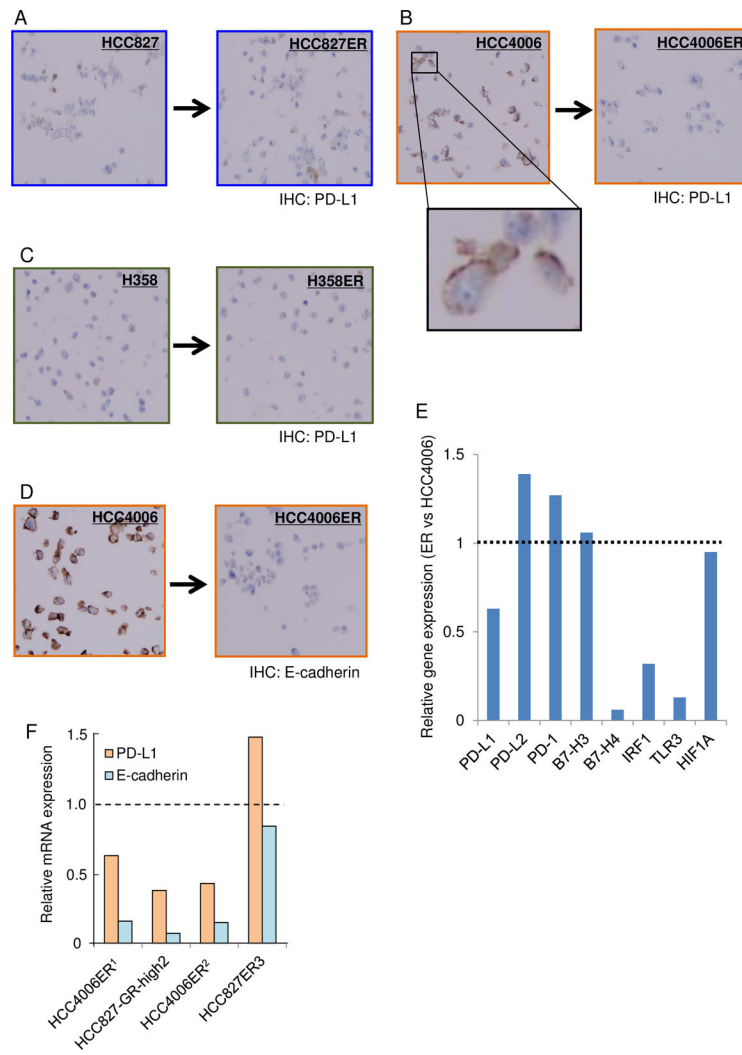 A
HCC827
HCC827ER
IHC: PD-L1
B
HCC4006
HCC4006ER
IHC: PD-L1
C
H358
H358ER
IHC: PD-L1
D
HCC4006
HCC4006ER
IHC: E-cadherin
E
Relative gene expression (ER vs HCC4006)
1.5
1
0.5
0
PD-L1
PD-L2
PD-1
B7-H3
B7-H4
IRF1
TLR3
HIF1A
F
Relative mRNA expression
1.5
1.0
0.5
0
PD-L1
E-cadherin
HCC4006ER¹
HCC827-GR-high2
HCC4006ER²
HCC827ER3